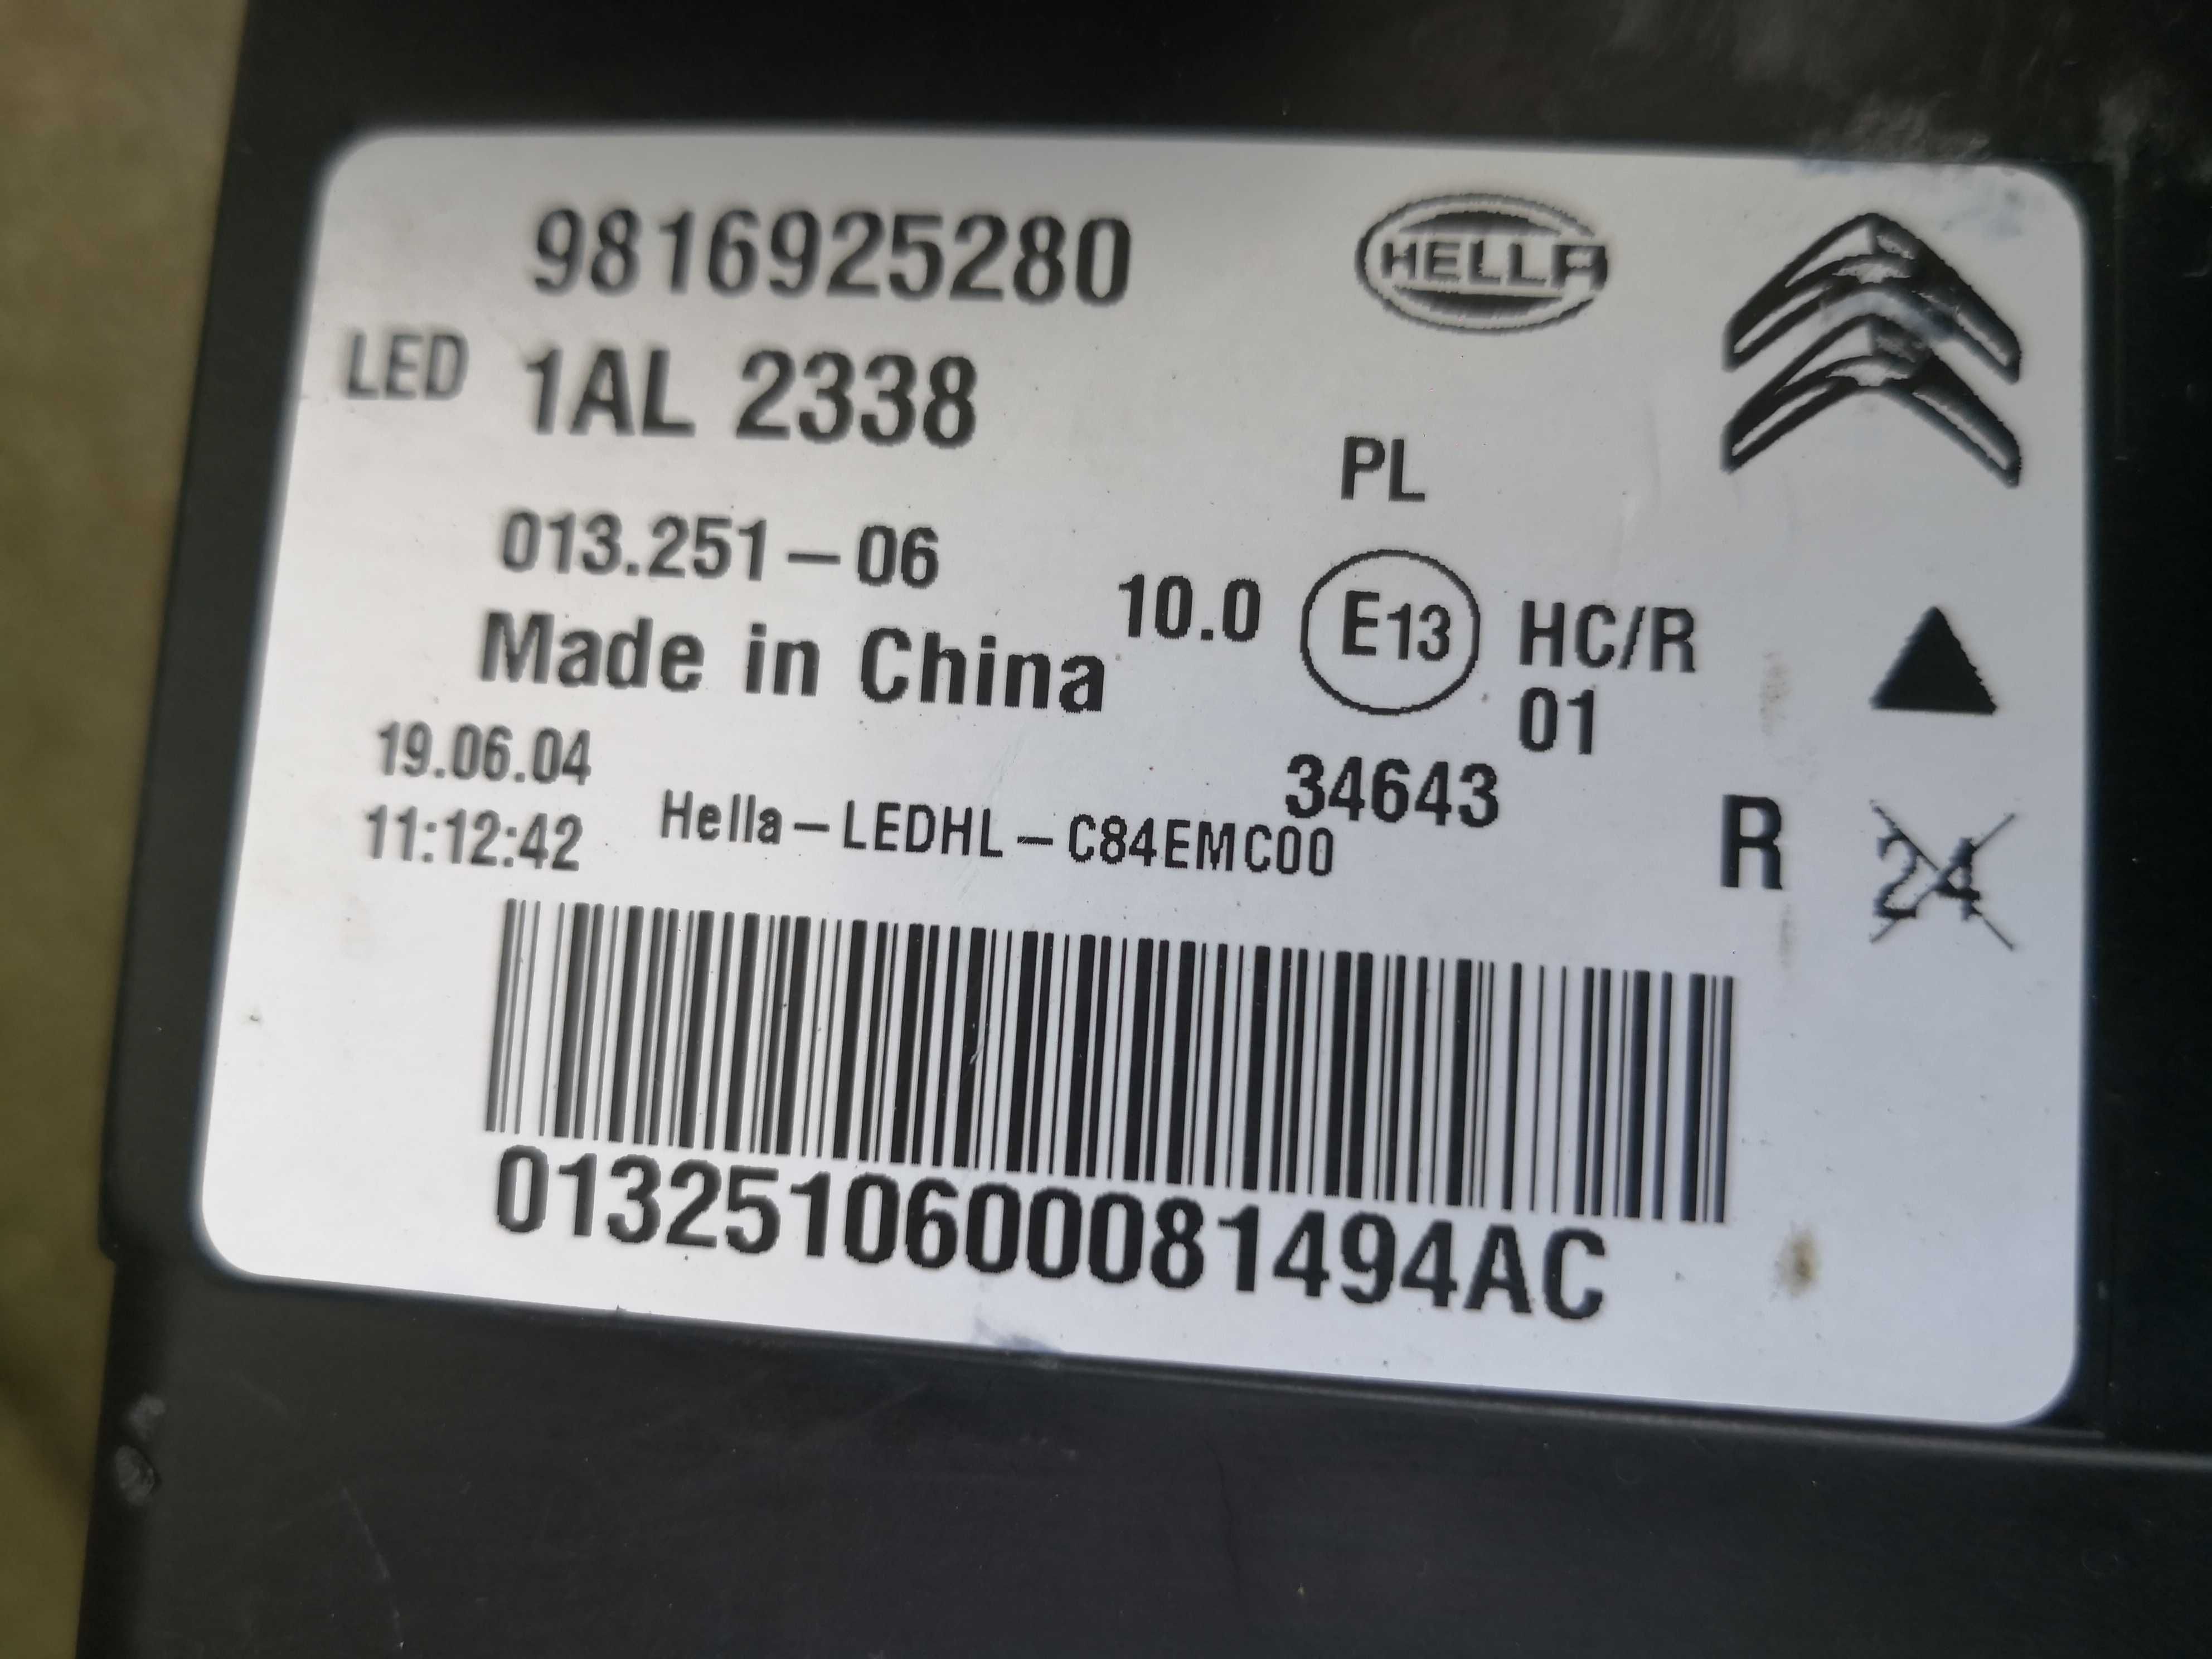 9816925280
HELLA
LED 1AL 2338
PL
013.251-06
10.0 E13 HC/R
01
Made in China
34643
19.06.04
11:12:42
Hella-LEDHL-C84EMC00
R
24
0132510600081494AC